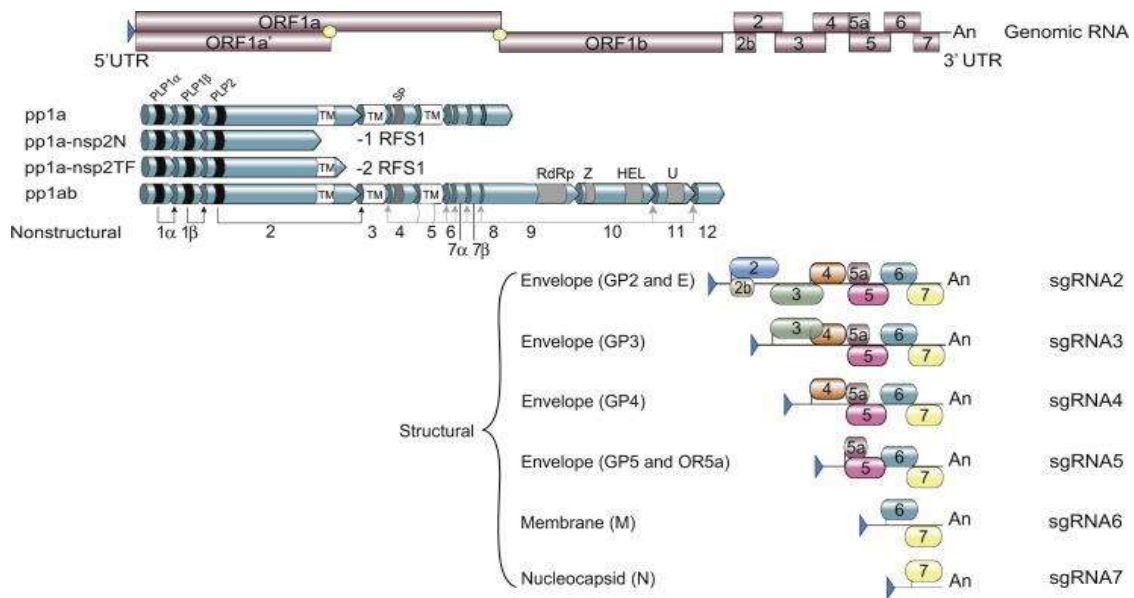 ORF1a 2 4 5a 6 An Genomic RNA
ORF1a' ORF1b 2b 3 5 7
5'UTR 3' UTR
PLP1α PLP1β PLP2 SP
pp1a TM TM TM
pp1a-nsp2N -1 RFS1
pp1a-nsp2TF TM -2 RFS1
RdRp Z HEL U
pp1ab TM TM TM
Nonstructural 1α 1β 2 3 4 5 6 7α 7β 8 9 10 11 12
Structural
Envelope (GP2 and E) 2 2b 3 4 5a 5 6 7 An sgRNA2
Envelope (GP3) 3 4 5a 5 6 7 An sgRNA3
Envelope (GP4) 4 5a 5 6 7 An sgRNA4
Envelope (GP5 and OR5a) 5a 5 6 7 An sgRNA5
Membrane (M) 6 7 An sgRNA6
Nucleocapsid (N) 7 An sgRNA7